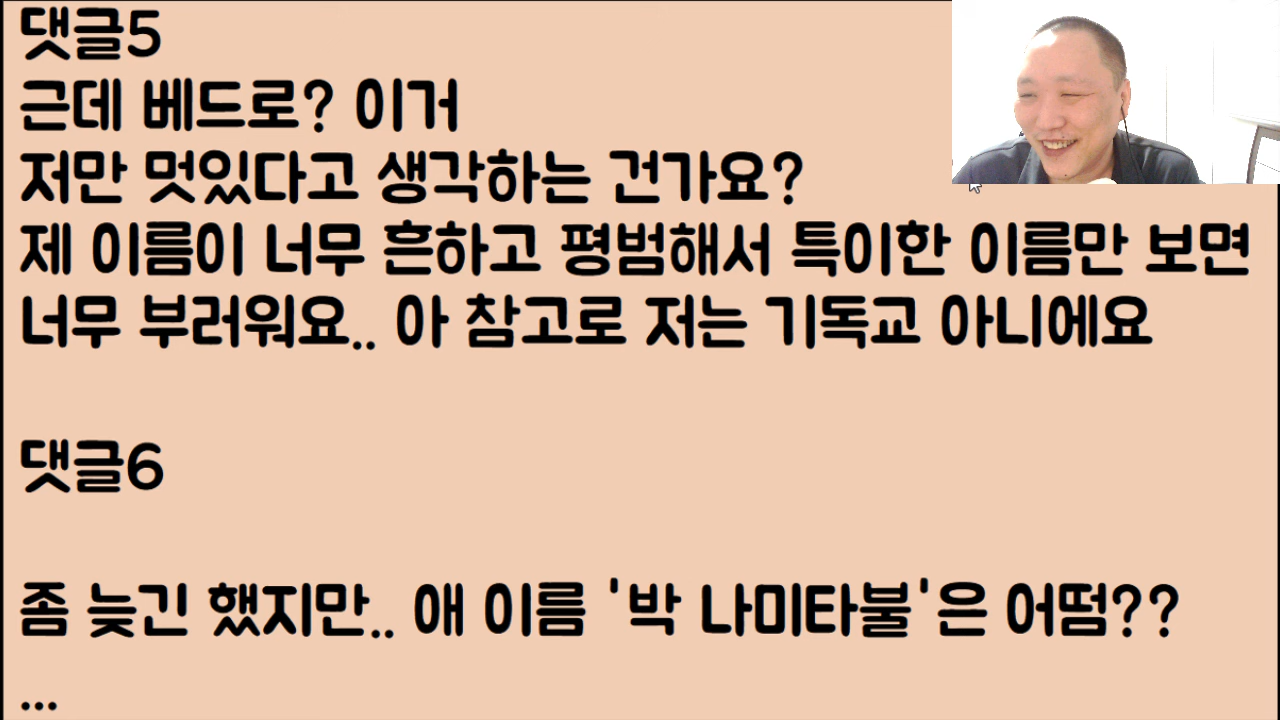 댓글5
근데 베드로? 이거
저만 멋있다고 생각하는 건가요?
제 이름이 너무 흔하고 평범해서 특이한 이름만 보면
너무 부러워요.. 아 참고로 저는 기독교 아니에요
댓글6
좀 늦긴 했지만.. 애 이름 '박 나미타불'은 어떰??
...